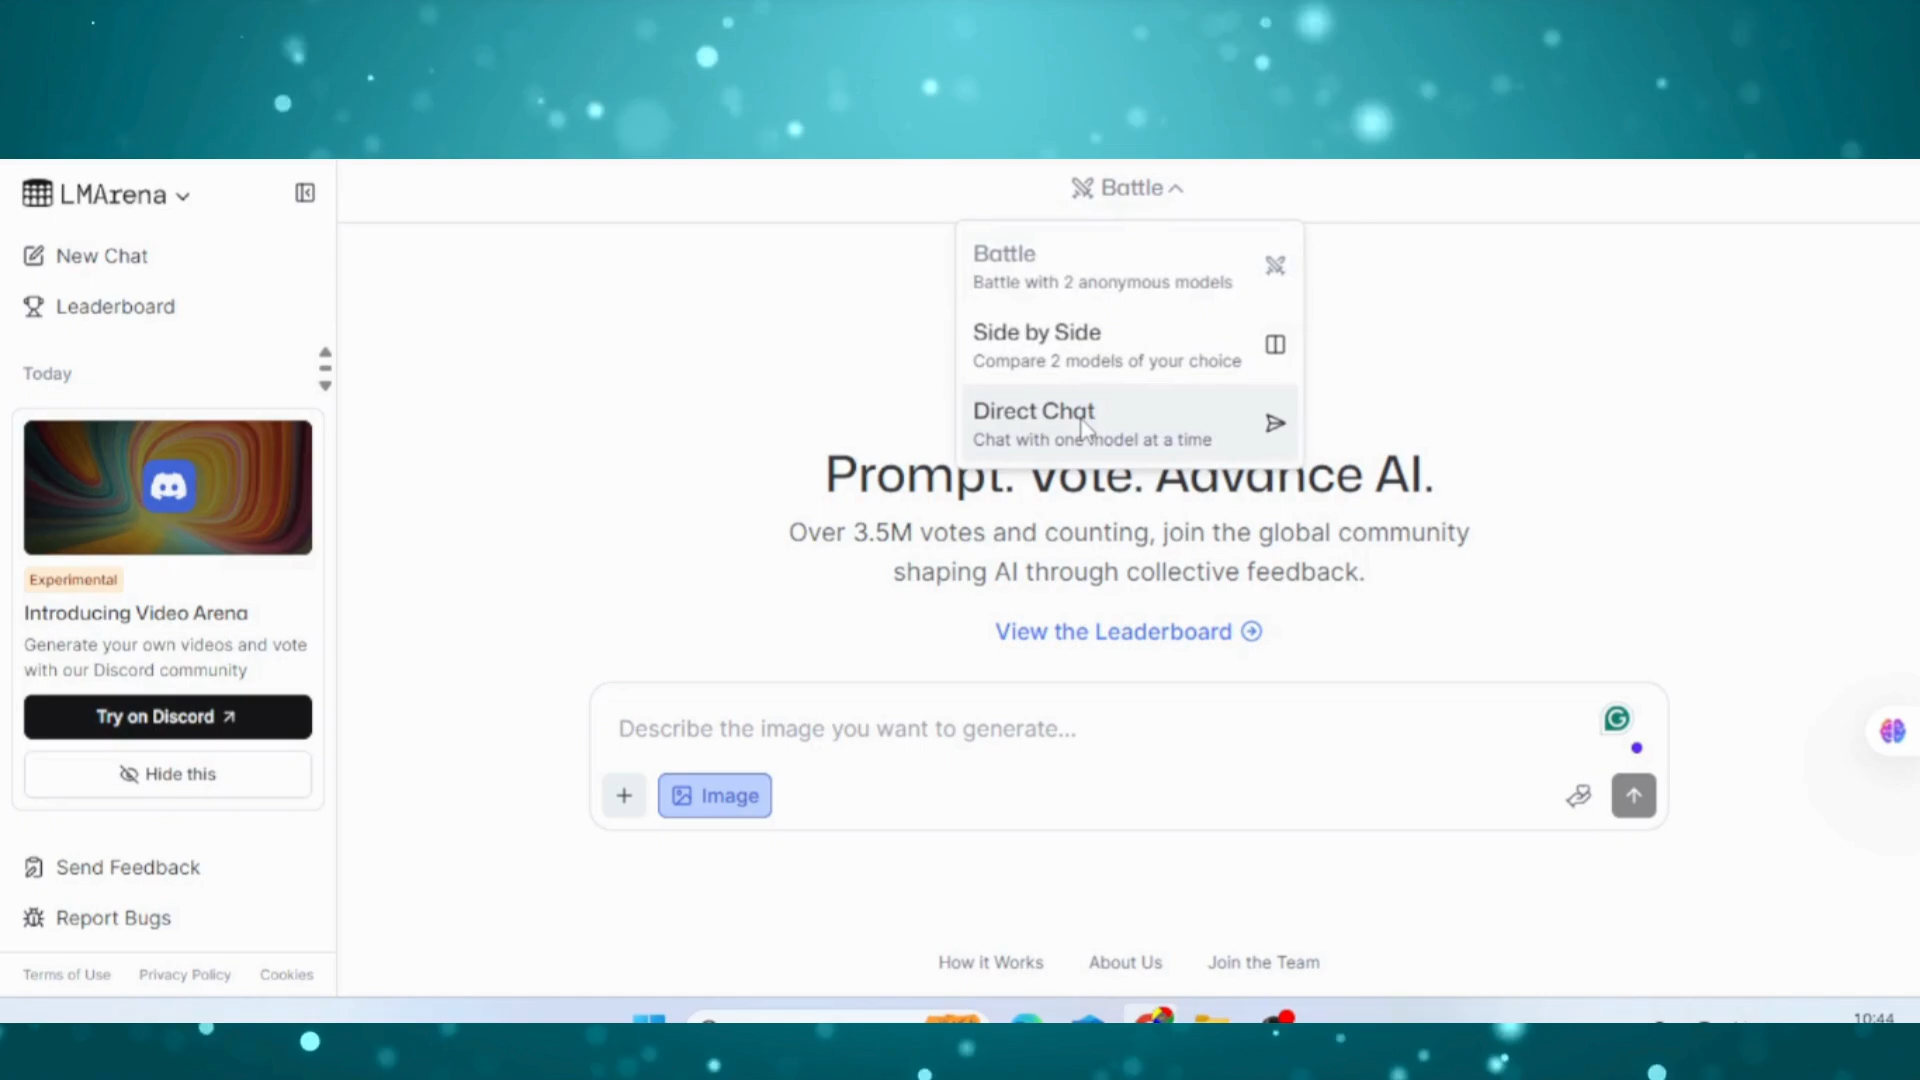 LMArena
New Chat
Leaderboard
Today
Experimental
Introducing Video Arena
Generate your own videos and vote
with our Discord community
Try on Discord
Hide this
Send Feedback
Report Bugs
Terms of Use
Privacy Policy
Cookies
Battle
Battle
Battle with 2 anonymous models
Side by Side
Compare 2 models of your choice
Direct Chat
Chat with one model at a time
Prompt. Vote. Advance AI.
Over 3.5M votes and counting, join the global community
shaping AI through collective feedback.
View the Leaderboard
Describe the image you want to generate...
Image
How it Works
About Us
Join the Team
10:44